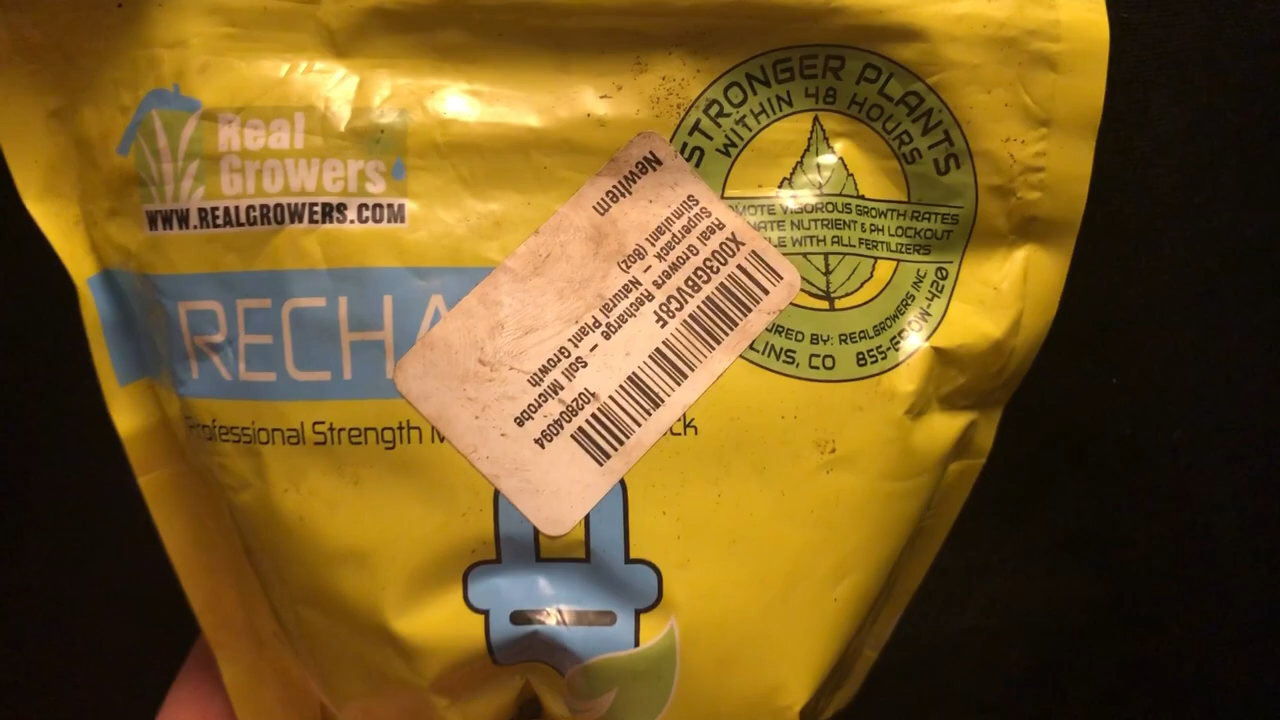 Real
Growers
WWW.REALGROWERS.COM
RECHA
Professional Strength M
ck
STRONGER PLANTS
WITHIN 48 HOURS
MOTE VIGOROUS GROWTH RATES
NATE NUTRIENT & PH LOCKOUT
LE WITH ALL FERTILIZERS
URED BY: REALGROWERS INC.
LINS, CO 855-GROW-420
X003GBVC8F
Real Growers Recharge - Soil Microbe
Superpack - Natural Plant Growth
Stimulant (8oz)
NewItem
102804094